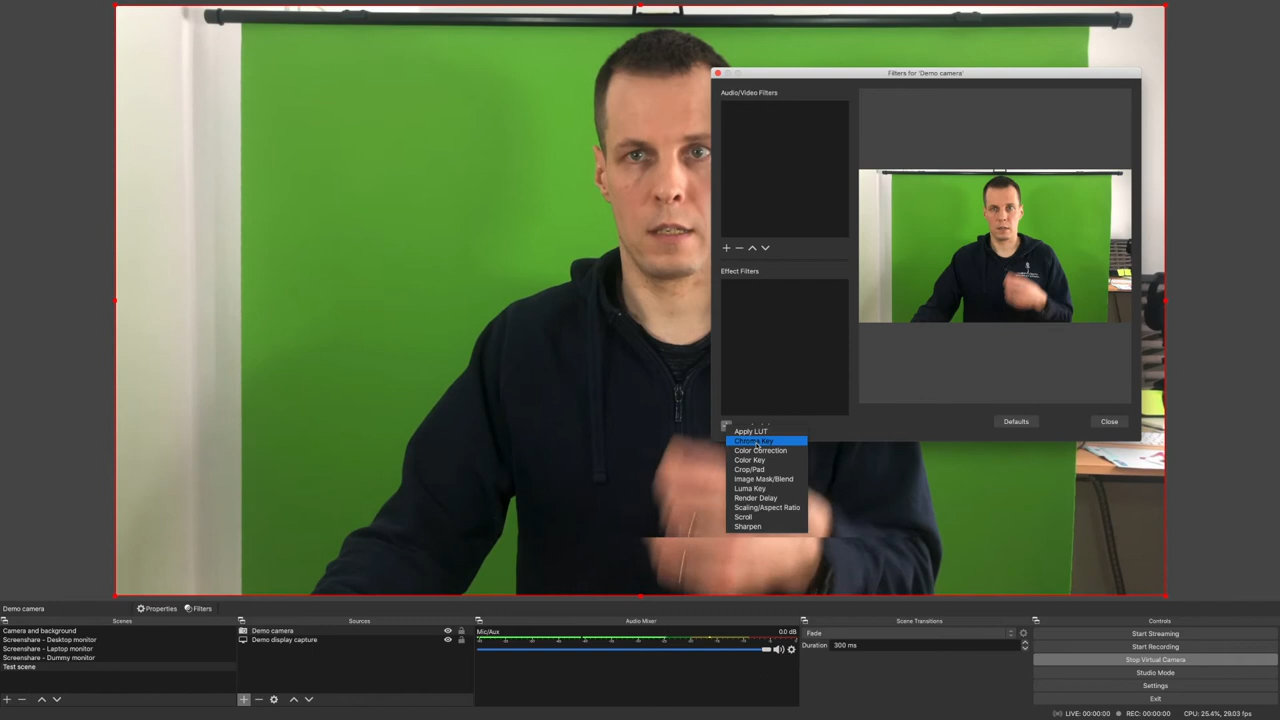 Filters for 'Demo camera'
Audio/Video Filters
Effect Filters
Defaults
Close
Apply LUT
Chroma Key
Color Correction
Color Key
Crop/Pad
Image Mask/Blend
Luma Key
Render Delay
Scaling/Aspect Ratio
Scroll
Sharpen
Demo camera
Properties
Filters
Scenes
Sources
Audio Mixer
Scene Transitions
Controls
Camera and background
Screenshare - Desktop monitor
Screenshare - Laptop monitor
Screenshare - Dummy monitor
Test scene
Demo camera
Demo display capture
Mic/Aux
0.0 dB
Fade
Duration
300 ms
Start Streaming
Start Recording
Stop Virtual Camera
Studio Mode
Settings
Exit
LIVE: 00:00:00
REC: 00:00:00
CPU: 25.4%, 29.03 fps